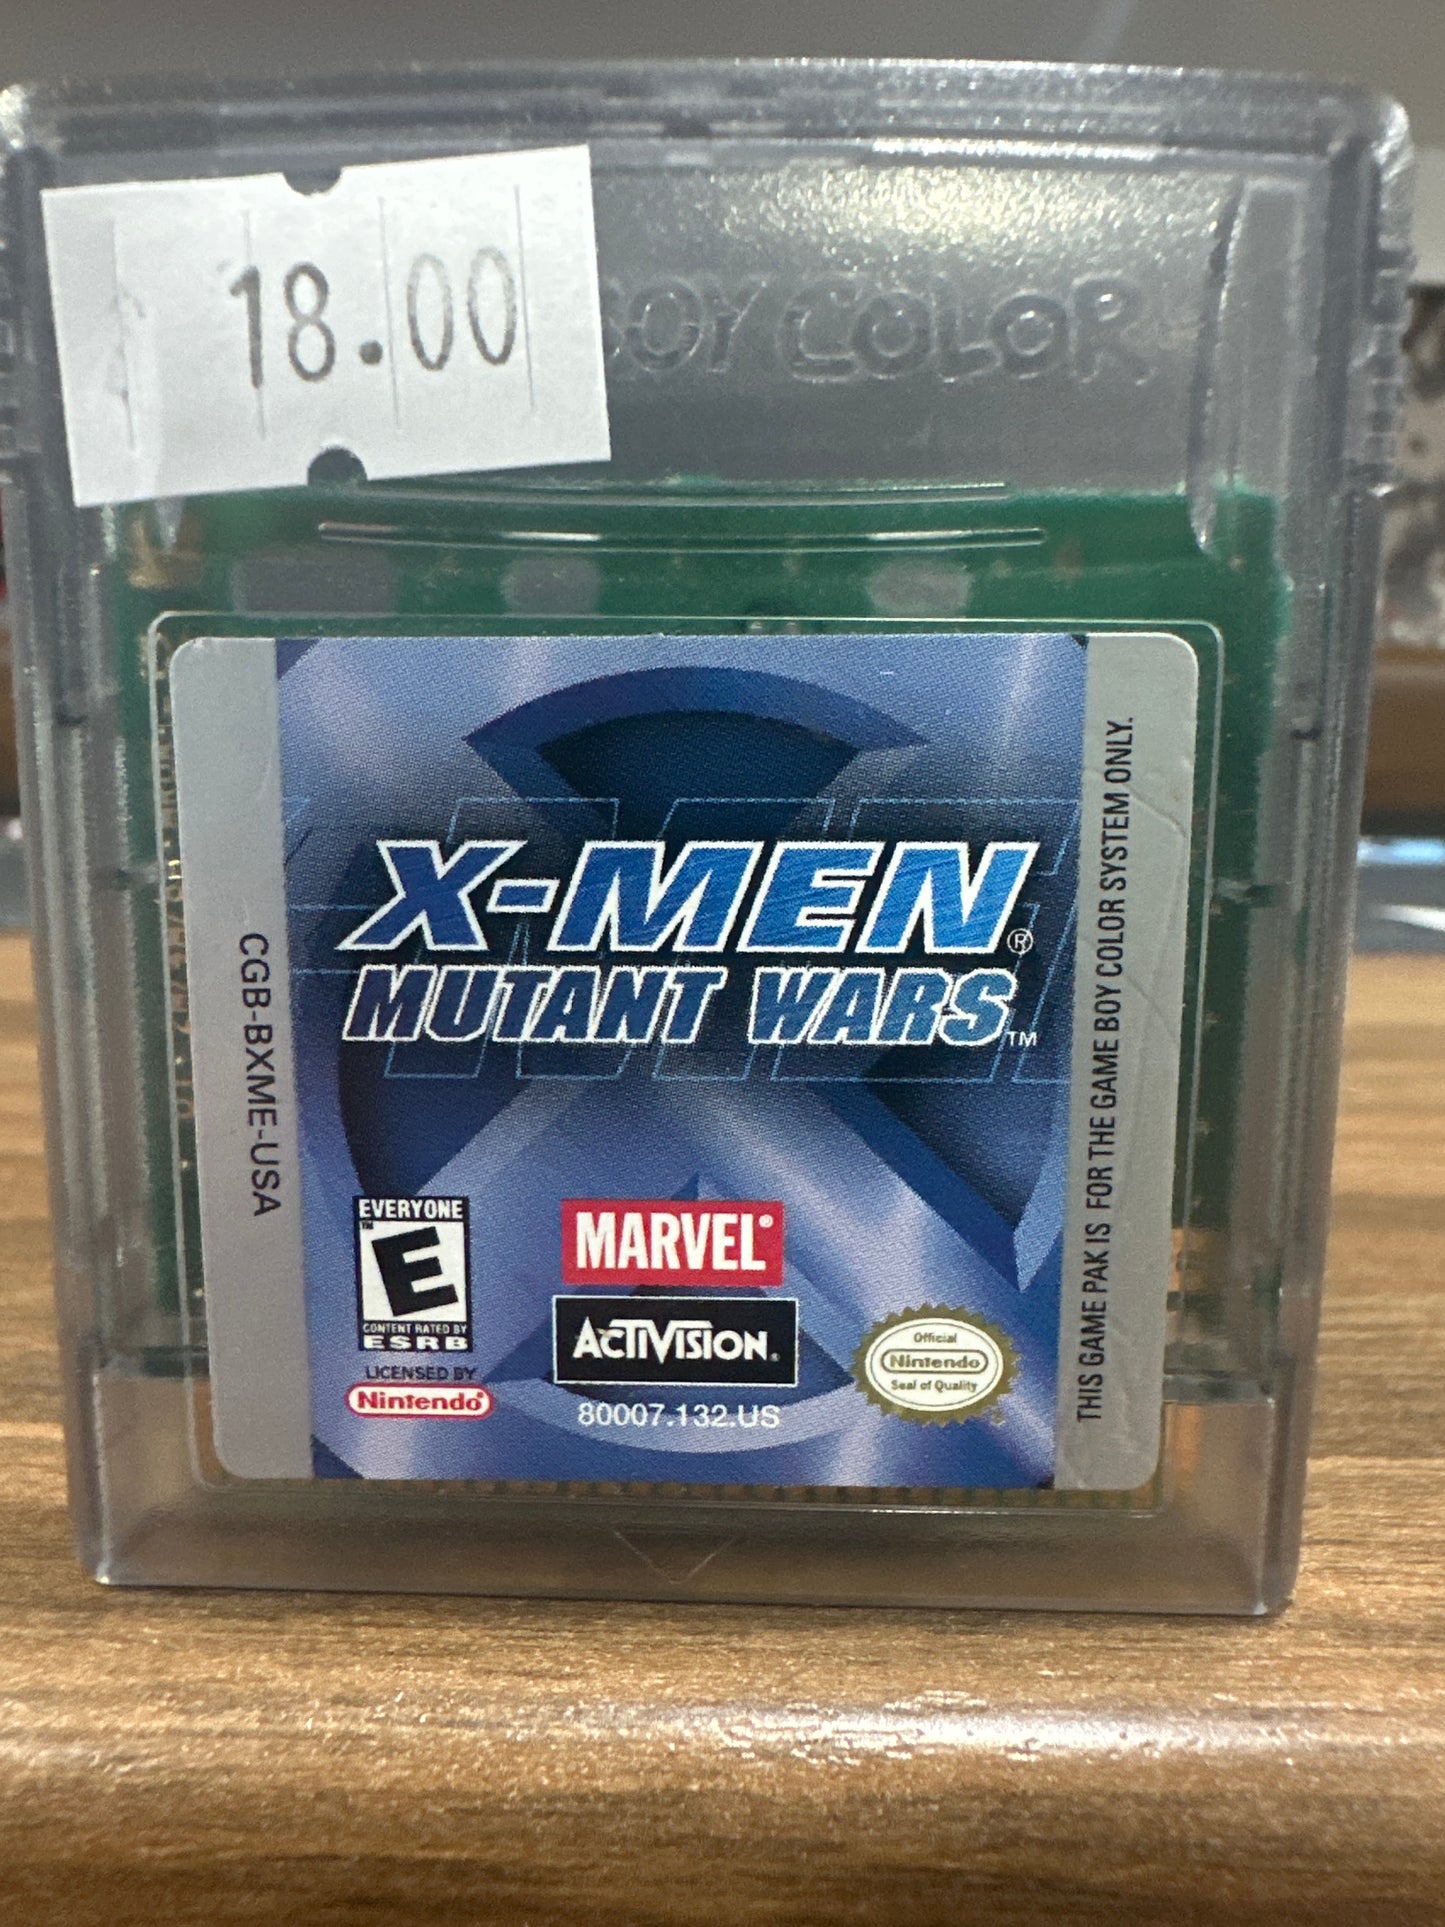 18.00
BOY COLOR
X-MEN®
MUTANT WARS™
CGB-BXME-USA
THIS GAME PAK IS FOR THE GAME BOY COLOR SYSTEM ONLY.
EVERYONE
E™
CONTENT RATED BY
ESRB
LICENSED BY
Nintendo®
MARVEL®
ACTIVISION.
80007.132.US
Official
Nintendo
Seal of Quality